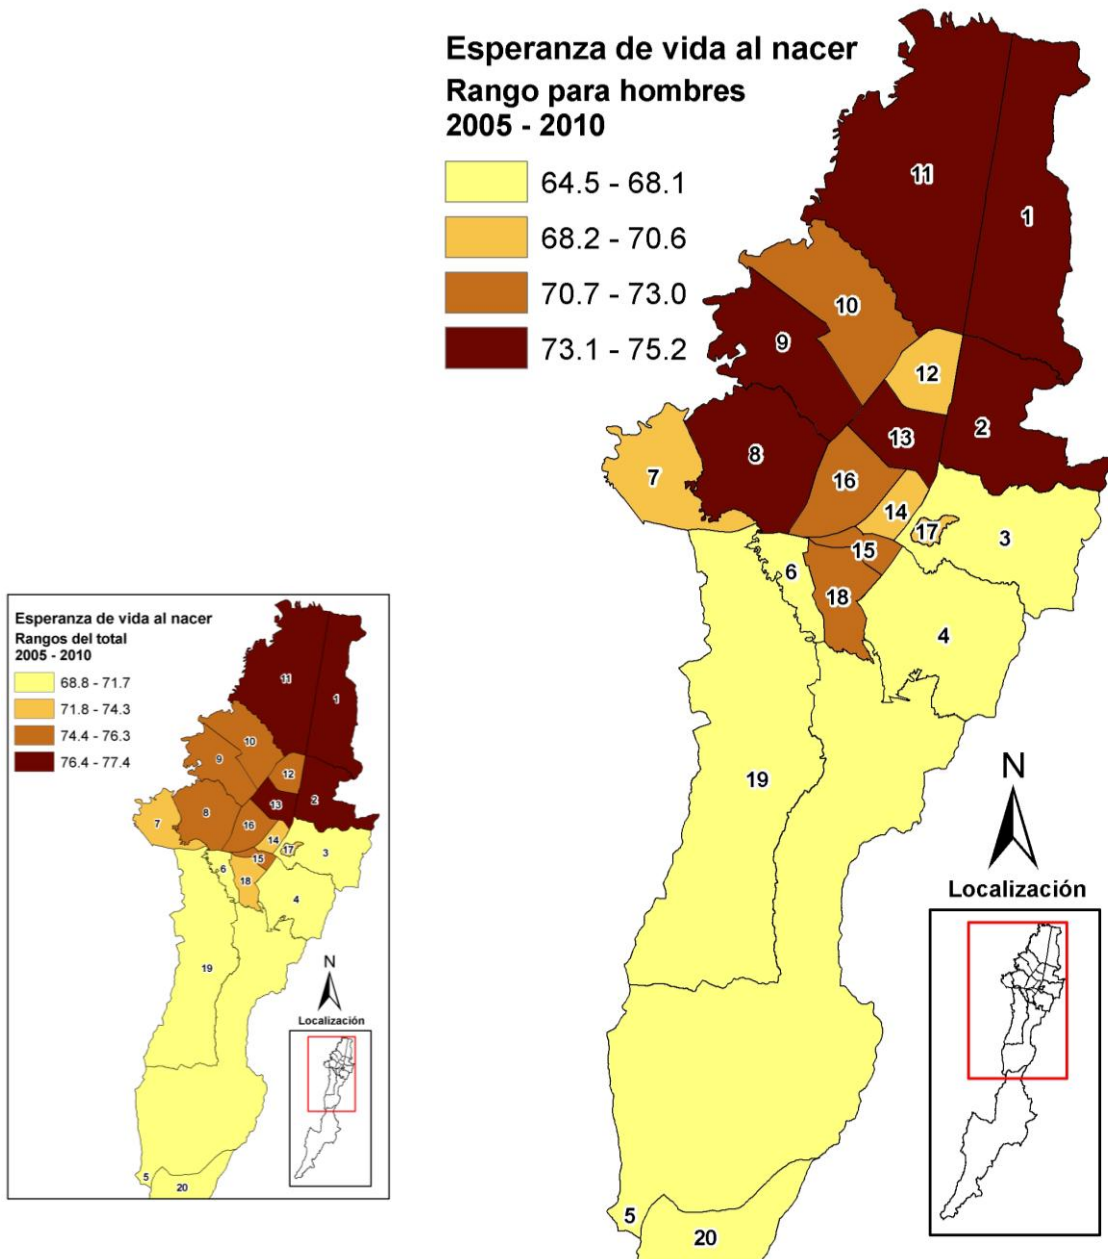 Esperanza de vida al nacer
Rango para hombres
2005 - 2010
64.5 - 68.1
68.2 - 70.6
70.7 - 73.0
73.1 - 75.2
11
1
10
9
12
2
13
8
7
16
14
17
3
15
6
18
4
19
5
20
N
Localización
Esperanza de vida al nacer
Rangos del total
2005 - 2010
68.8 - 71.7
71.8 - 74.3
74.4 - 76.3
76.4 - 77.4
11
1
10
9
12
2
13
8
7
16
14
17
3
15
6
18
4
19
5
20
N
Localización